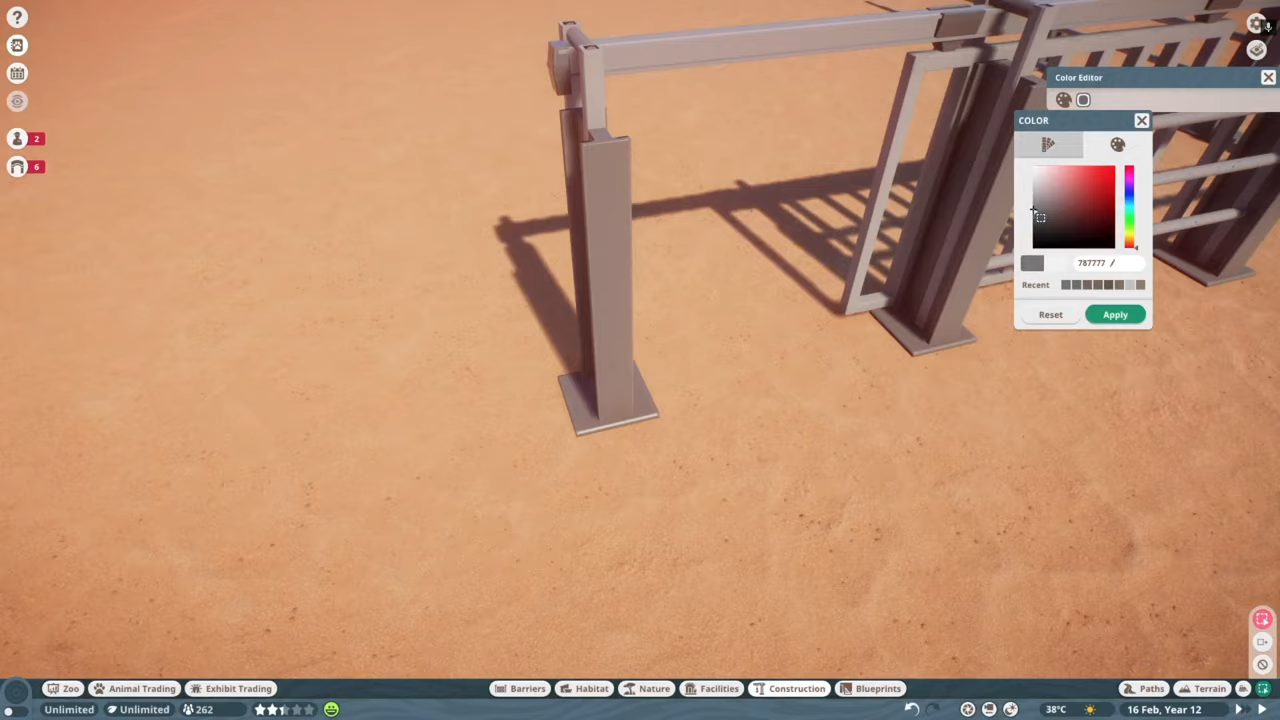 ?
2
6
Color Editor
COLOR
787777 /
Recent
Reset
Apply
Zoo
Animal Trading
Exhibit Trading
Barriers
Habitat
Nature
Facilities
Construction
Blueprints
Paths
Terrain
Unlimited
Unlimited
262
38°C
16 Feb, Year 12